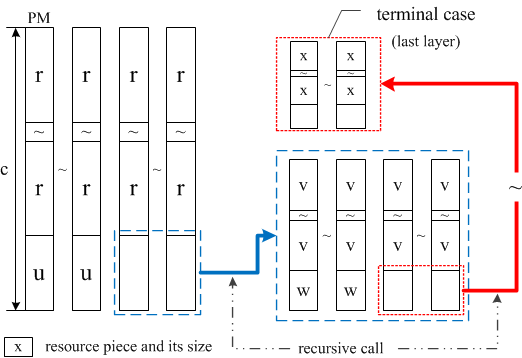 PM
terminal case
(last layer)
x x
~ ~
x ~ x
r r r r
~ ~ ~ ~
c
~ ~
r r r r
u u
v v v v
~ ~ ~ ~
~
v v v v
~ ~
w w
x resource piece and its size
recursive call